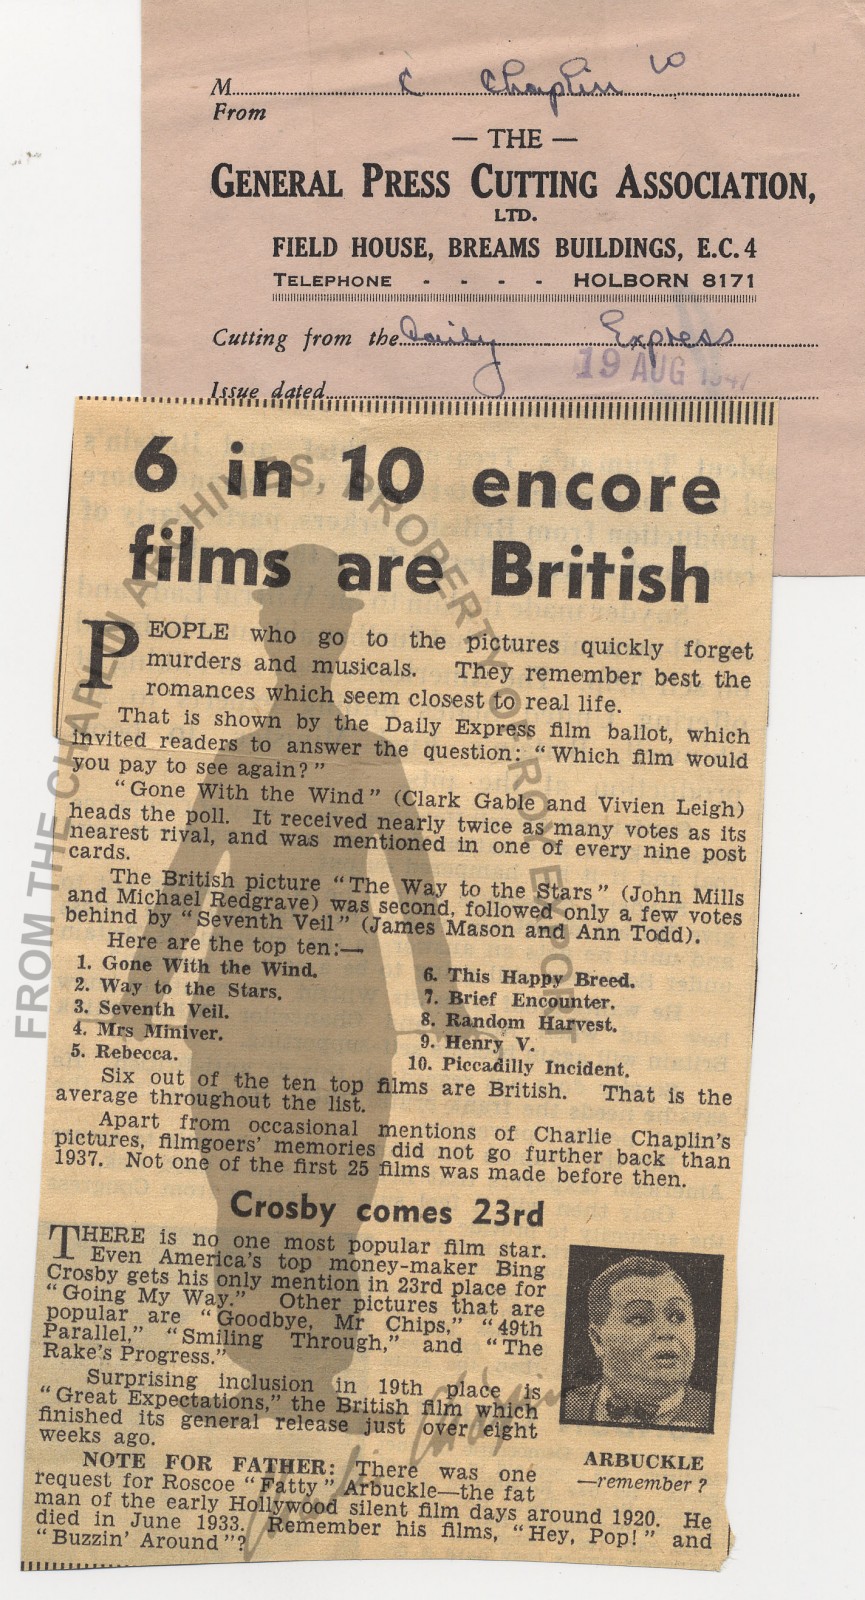 M C Chaplin
From
— THE —
GENERAL PRESS CUTTING ASSOCIATION,
LTD.
FIELD HOUSE, BREAMS BUILDINGS, E.C. 4
TELEPHONE - - - - HOLBORN 8171
Cutting from the Daily Express
Issue dated 19 AUG 1947
6 in 10 encore
films are British
PEOPLE who go to the pictures quickly forget
murders and musicals. They remember best the
romances which seem closest to real life.
That is shown by the Daily Express film ballot, which
invited readers to answer the question: "Which film would
you pay to see again?"
"Gone With the Wind" (Clark Gable and Vivien Leigh)
heads the poll. It received nearly twice as many votes as its
nearest rival, and was mentioned in one of every nine post
cards.
The British picture "The Way to the Stars" (John Mills
and Michael Redgrave) was second, followed only a few votes
behind by "Seventh Veil" (James Mason and Ann Todd).
Here are the top ten:—
1. Gone With the Wind.
2. Way to the Stars.
3. Seventh Veil.
4. Mrs Miniver.
5. Rebecca.
6. This Happy Breed.
7. Brief Encounter.
8. Random Harvest.
9. Henry V.
10. Piccadilly Incident.
Six out of the ten top films are British. That is the
average throughout the list.
Apart from occasional mentions of Charlie Chaplin's
pictures, filmgoers' memories did not go further back than
1937. Not one of the first 25 films was made before then.
Crosby comes 23rd
THERE is no one most popular film star.
Even America's top money-maker Bing
Crosby gets his only mention in 23rd place for
"Going My Way." Other pictures that are
popular are "Goodbye, Mr Chips," "49th
Parallel," "Smiling Through," and "The
Rake's Progress."
Surprising inclusion in 19th place is
"Great Expectations," the British film which
finished its general release just over eight
weeks ago.
NOTE FOR FATHER: There was one
request for Roscoe "Fatty" Arbuckle—the fat
man of the early Hollywood silent film days around 1920. He
died in June 1933. Remember his films, "Hey, Pop!" and
"Buzzin' Around"?
ARBUCKLE
—remember?
FROM THE CHAPLIN ARCHIVES, PROPERTY OF ROY EXPORT
Charlie Chaplin